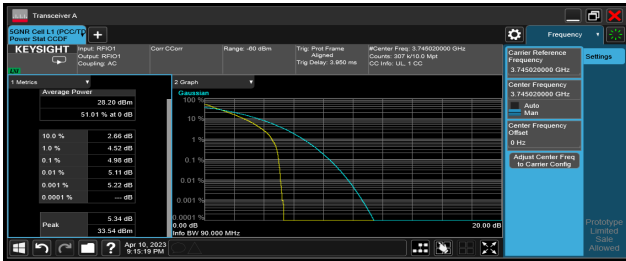 Transceiver A
5GNR Cell L1 (PCC/TD
Power Stat CCDF
KEYSIGHT
Input: RFIO1
Output: RFIO1
Coupling: AC
Corr CCorr
Range: -60 dBm
Trig: Prot Frame
Aligned
Trig Delay: 3.950 ms
#Center Freq: 3.745020000 GHz
Counts: 307 k/10.0 Mpt
CC Info: UL, 1 CC
1 Metrics
Average Power
28.20 dBm
51.01 % at 0 dB
10.0 % 2.66 dB
1.0 % 4.52 dB
0.1 % 4.98 dB
0.01 % 5.11 dB
0.001 % 5.22 dB
0.0001 % --- dB
Peak
5.34 dB
33.54 dBm
2 Graph
Gaussian
100 %
10 %
1 %
0.1 %
0.01 %
0.001 %
0.0001 %
0.00 dB
20.00 dB
Info BW 90.000 MHz
Frequency
Carrier Reference
Frequency
3.745020000 GHz
Center Frequency
3.745020000 GHz
Auto
Man
Center Frequency
Offset
0 Hz
Adjust Center Freq
to Carrier Config
Settings
Prototype
Limited
Sale
Allowed
?
Apr 10, 2023
9:15:19 PM